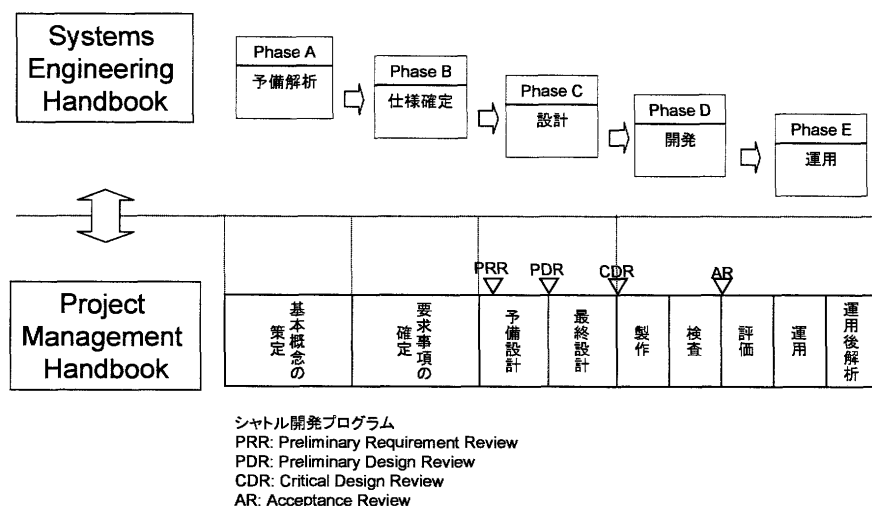 Systems
Engineering
Handbook
Phase A
予備解析
Phase B
仕様確定
Phase C
設計
Phase D
開発
Phase E
運用
Project
Management
Handbook
PRR
PDR
CDR
AR
基本概念の
策定
要求事項の
確定
予備設計
最終設計
製作
検査
評価
運用
運用後解析
シャトル開発プログラム
PRR: Preliminary Requirement Review
PDR: Preliminary Design Review
CDR: Critical Design Review
AR: Acceptance Review